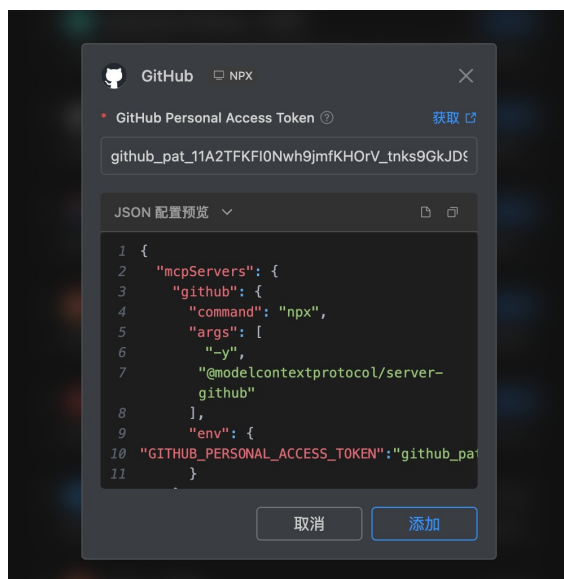 GitHub NPX
* GitHub Personal Access Token 获取
github_pat_11A2TFKFI0Nwh9jmfKHOrV_tnks9GkJD9
JSON 配置预览
1 {
2 "mcpServers": {
3 "github": {
4 "command": "npx",
5 "args": [
6 "-y",
7 "@modelcontextprotocol/server-
github"
8 ],
9 "env": {
10 "GITHUB_PERSONAL_ACCESS_TOKEN":"github_pat
11 }
取消 添加